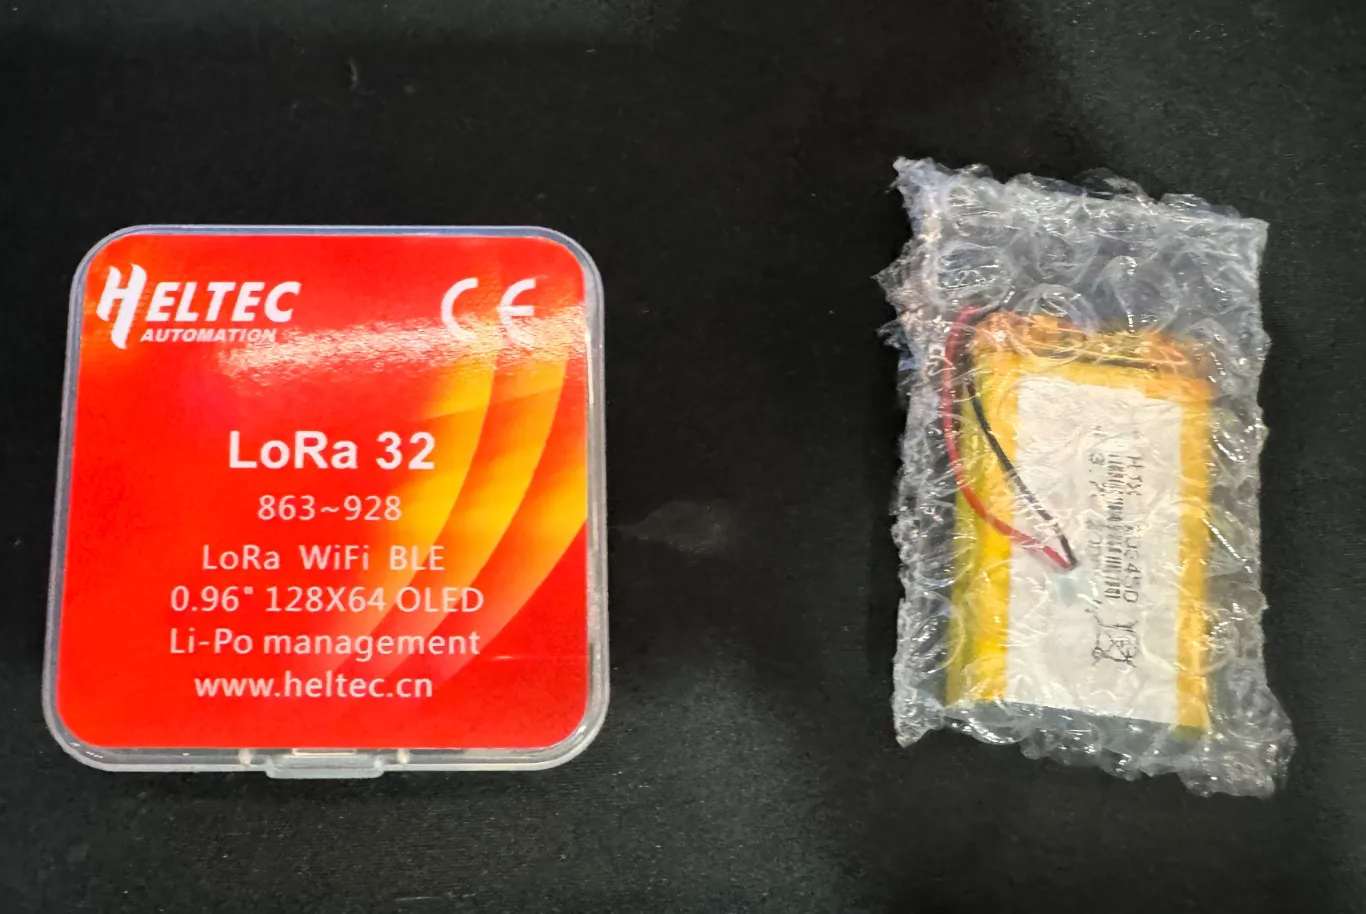 HELTEC
AUTOMATION
CE
LoRa 32
863~928
LoRa WiFi BLE
0.96" 128X64 OLED
Li-Po management
www.heltec.cn